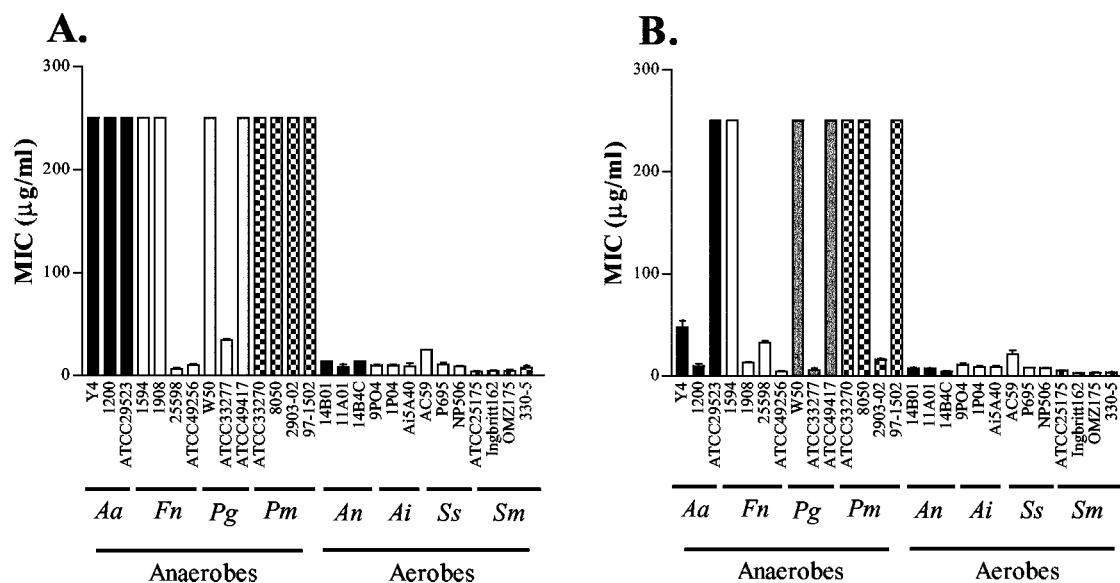 A.
300
200
100
0
MIC (µg/ml)
Y4
1200
ATCC29523
1594
1908
25598
ATCC49256
W50
ATCC33277
ATCC49417
ATCC33270
8050
2903-02
97-1502
14B01
11A01
14B4C
9PO4
1P04
Ai5A440
AC59
P695
NP506
ATCC25175
Ingbritt162
OMZ175
330-5
Aa Fn Pg Pm An Ai Ss Sm
Anaerobes Aerobes
B.
300
200
100
0
MIC (µg/ml)
Y4
1200
ATCC29523
1594
1908
25598
ATCC49256
W50
ATCC33277
ATCC49417
ATCC33270
8050
2903-02
97-1502
14B01
11A01
14B4C
9PO4
1P04
Ai5A440
AC59
P695
NP506
ATCC25175
Ingbritt162
OMZ175
330-5
Aa Fn Pg Pm An Ai Ss Sm
Anaerobes Aerobes